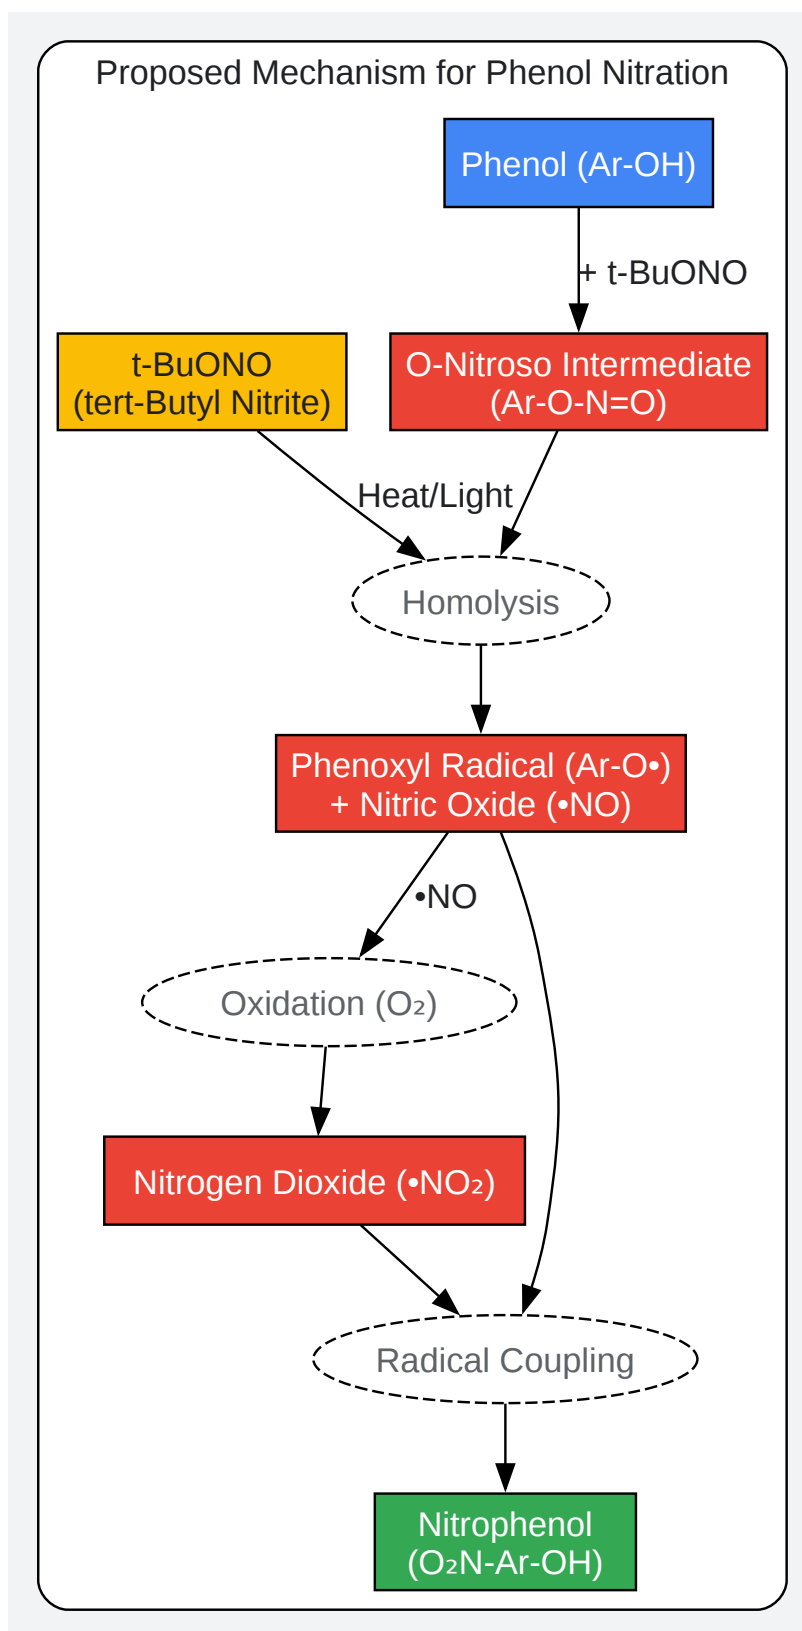 Proposed Mechanism for Phenol Nitration
Phenol (Ar-OH)
+ t-BuONO
t-BuONO
(tert-Butyl Nitrite)
O-Nitroso Intermediate
(Ar-O-N=O)
Heat/Light
Homolysis
Phenoxyl Radical (Ar-O•)
+ Nitric Oxide (•NO)
•NO
Oxidation (O₂)
Nitrogen Dioxide (•NO₂)
Radical Coupling
Nitrophenol
(O₂N-Ar-OH)